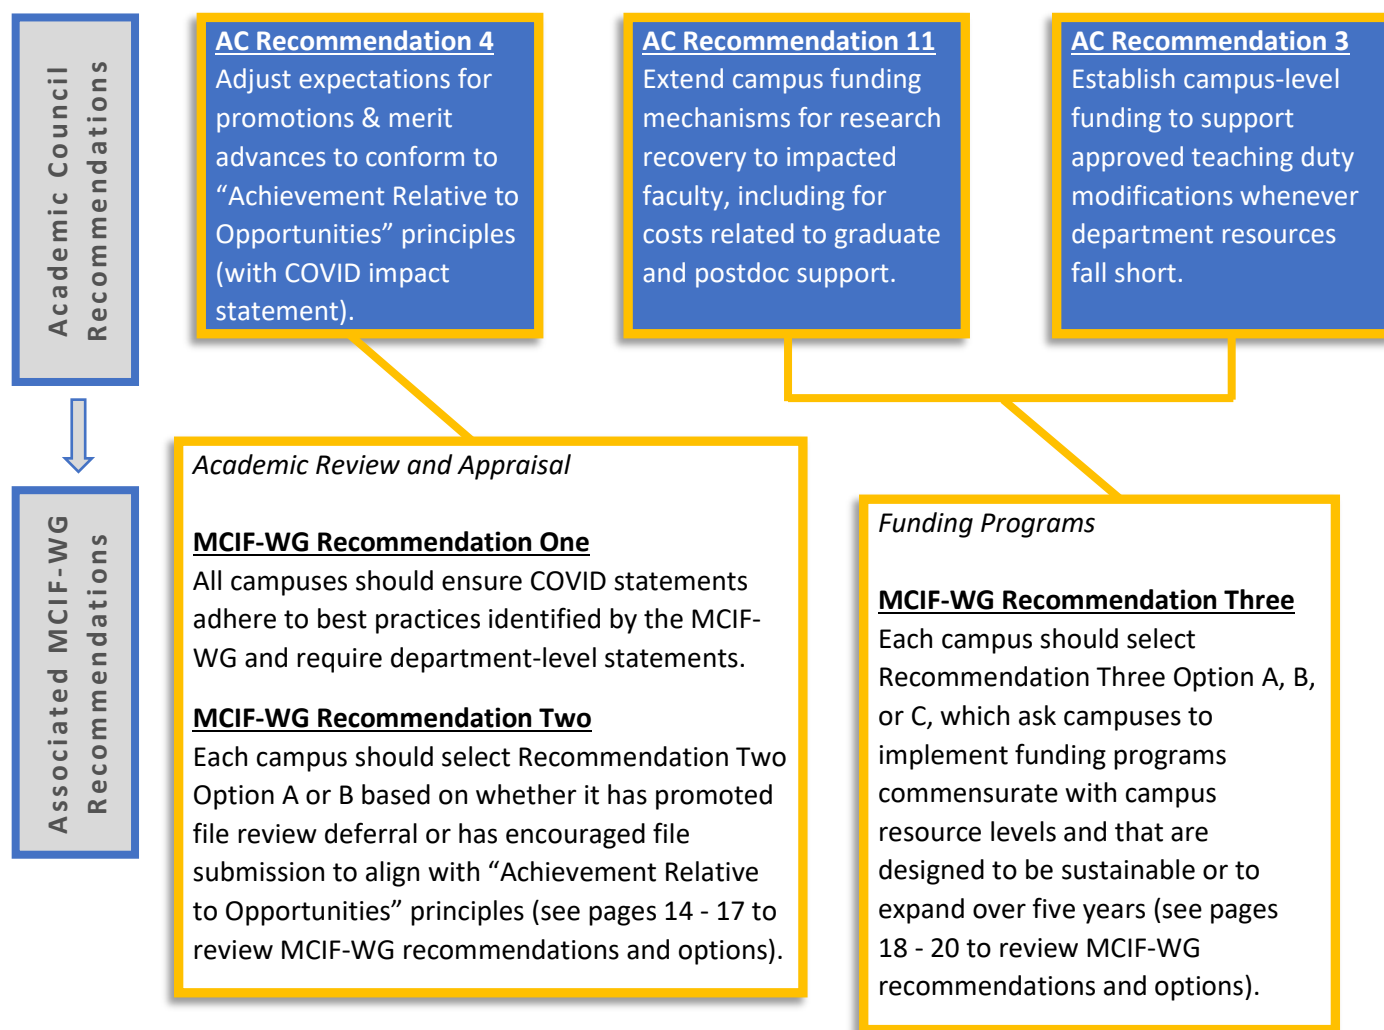 Academic Council
Recommendations
AC Recommendation 4
Adjust expectations for
promotions & merit
advances to conform to
“Achievement Relative to
Opportunities” principles
(with COVID impact
statement).
AC Recommendation 11
Extend campus funding
mechanisms for research
recovery to impacted
faculty, including for
costs related to graduate
and postdoc support.
AC Recommendation 3
Establish campus-level
funding to support
approved teaching duty
modifications whenever
department resources
fall short.
Associated MCIF-WG
Recommendations
Academic Review and Appraisal
MCIF-WG Recommendation One
All campuses should ensure COVID statements
adhere to best practices identified by the MCIF-
WG and require department-level statements.
MCIF-WG Recommendation Two
Each campus should select Recommendation Two
Option A or B based on whether it has promoted
file review deferral or has encouraged file
submission to align with “Achievement Relative
to Opportunities” principles (see pages 14 - 17 to
review MCIF-WG recommendations and options).
Funding Programs
MCIF-WG Recommendation Three
Each campus should select
Recommendation Three Option A, B,
or C, which ask campuses to
implement funding programs
commensurate with campus
resource levels and that are
designed to be sustainable or to
expand over five years (see pages
18 - 20 to review MCIF-WG
recommendations and options).